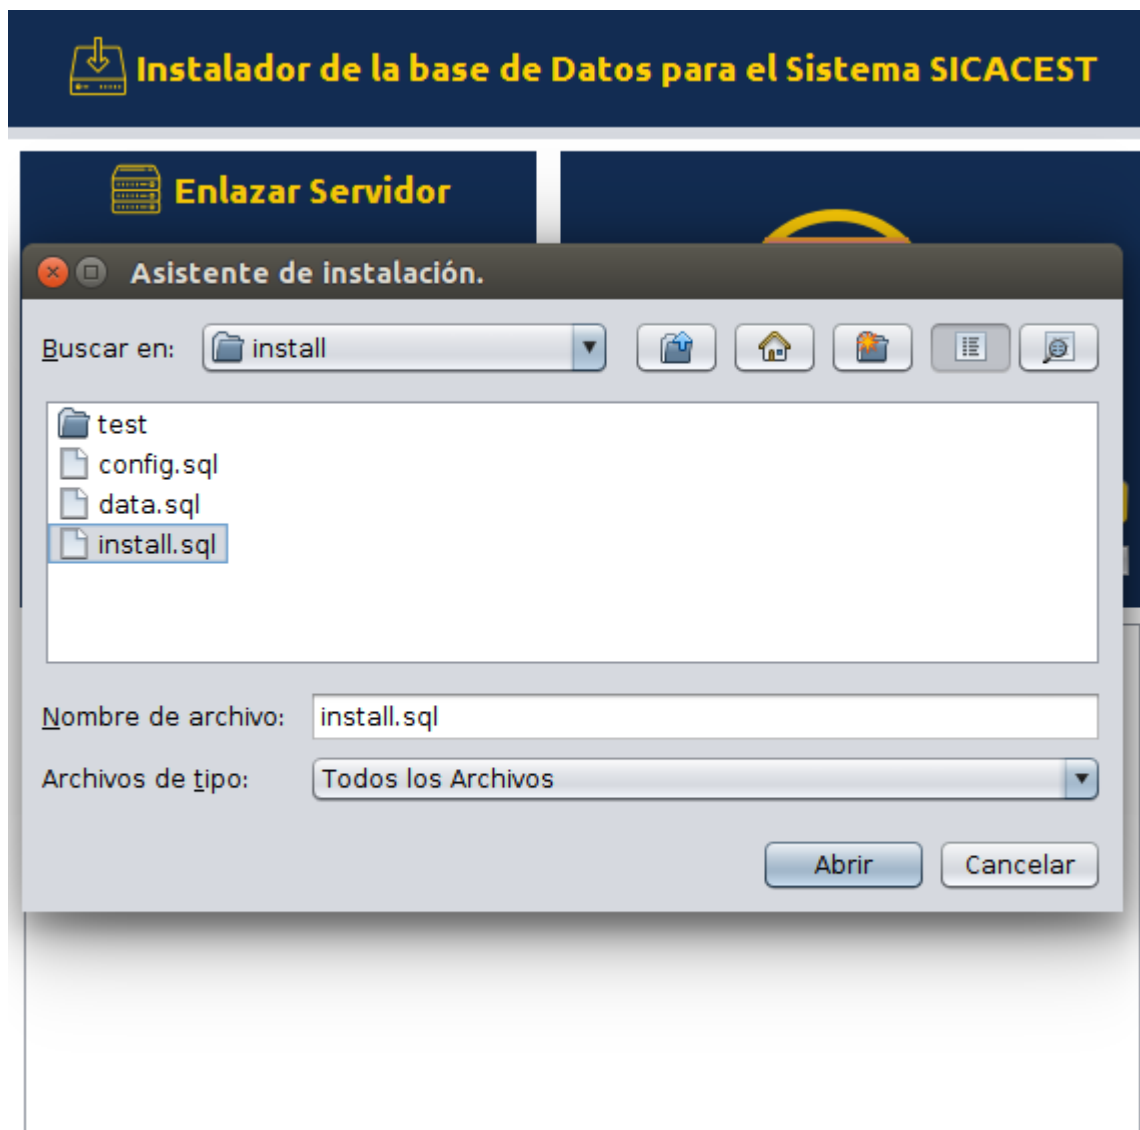 Instalador de la base de Datos para el Sistema SICACEST
Enlazar Servidor
Asistente de instalación.
Buscar en: install
test
config.sql
data.sql
install.sql
Nombre de archivo: install.sql
Archivos de tipo: Todos los Archivos
Abrir Cancelar